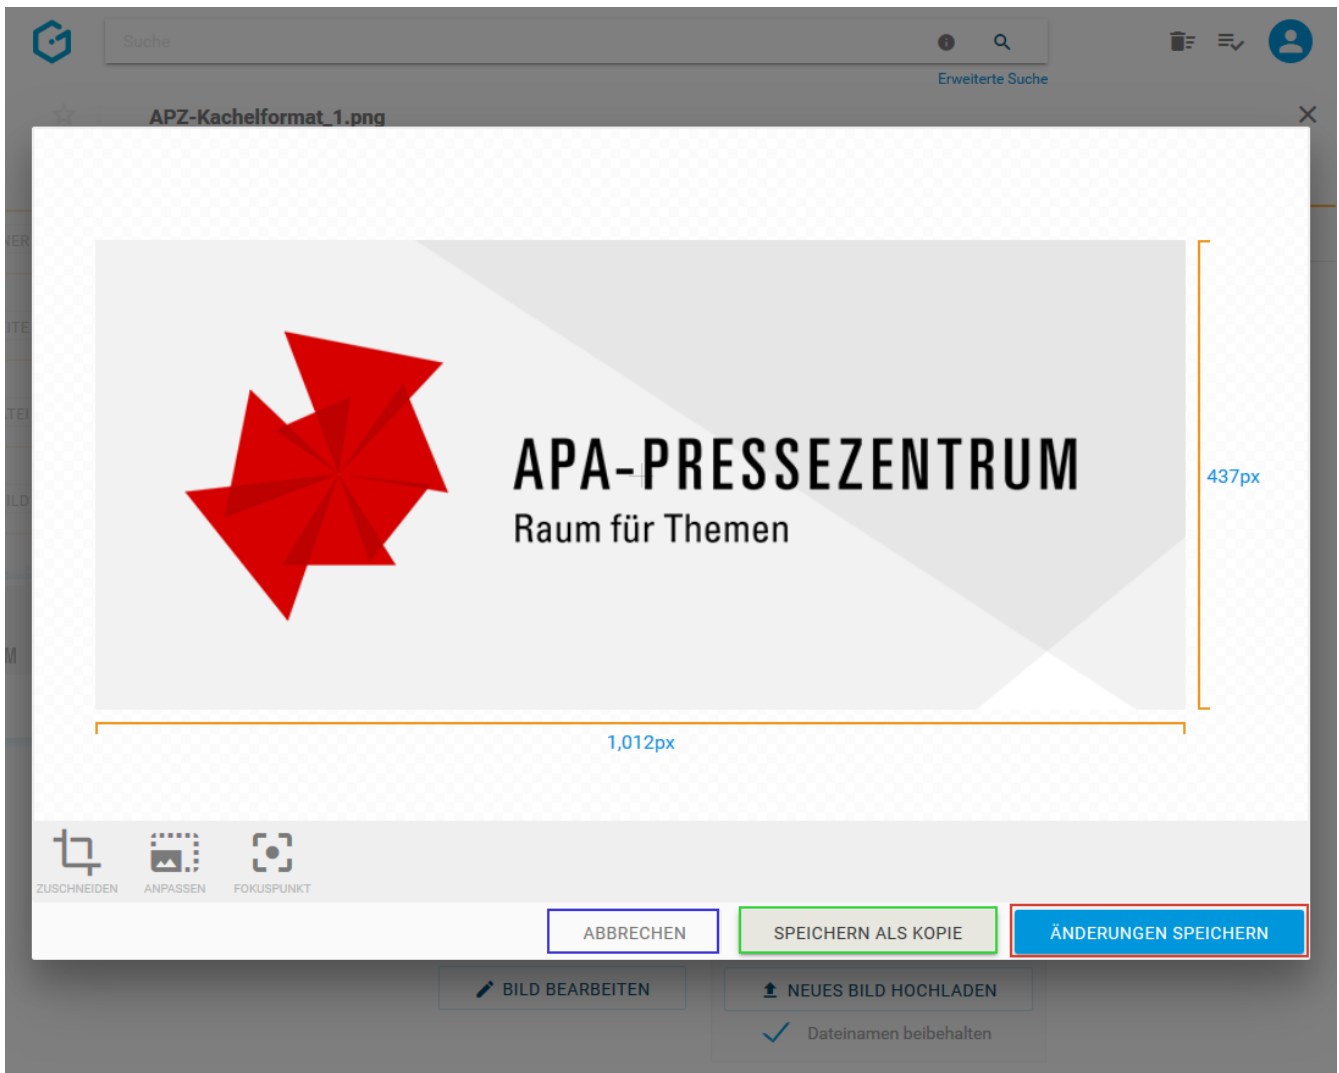 Suche
Erweiterte Suche
APZ-Kachelformat_1.png
APA-PRESSEZENTRUM
Raum für Themen
437px
1,012px
ZUSCHNEIDEN
ANPASSEN
FOKUSPUNKT
ABBRECHEN
SPEICHERN ALS KOPIE
ÄNDERUNGEN SPEICHERN
BILD BEARBEITEN
NEUES BILD HOCHLADEN
Dateinamen beibehalten